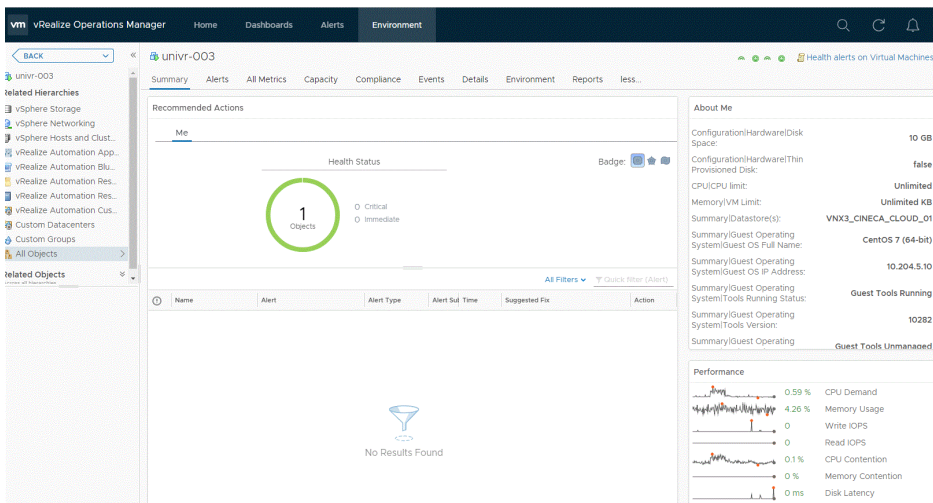 vm vRealize Operations Manager Home Dashboards Alerts Environment
BACK
univr-003
Related Hierarchies
vSphere Storage
vSphere Networking
vSphere Hosts and Clust...
vRealize Automation App...
vRealize Automation Blu...
vRealize Automation Res...
vRealize Automation Res...
vRealize Automation Cus...
Custom Datacenters
Custom Groups
All Objects
Related Objects
univr-003
Health alerts on Virtual Machines
Summary Alerts All Metrics Capacity Compliance Events Details Environment Reports less...
Recommended Actions
Me
Health Status
Badge:
1
Objects
0 Critical
0 Immediate
All Filters
Quick filter (Alert)
Name Alert Alert Type Alert Sub Time Suggested Fix Action
No Results Found
About Me
Configuration|Hardware|Disk
Space:
10 GB
Configuration|Hardware|Thin
Provisioned Disk:
false
CPU|CPU limit: Unlimited
Memory|VM Limit: Unlimited KB
Summary|Datastore(s): VNX3_CINECA_CLOUD_01
Summary|Guest Operating
System|Guest OS Full Name:
CentOS 7 (64-bit)
Summary|Guest Operating
System|Guest OS IP Address:
10.204.5.10
Summary|Guest Operating
System|Tools Running Status:
Guest Tools Running
Summary|Guest Operating
System|Tools Version:
10282
Summary|Guest Operating
Guest Tools Unmanaged
Performance
0.59 % CPU Demand
4.26 % Memory Usage
0 Write IOPS
0 Read IOPS
0.1 % CPU Contention
0 % Memory Contention
0 ms Disk Latency